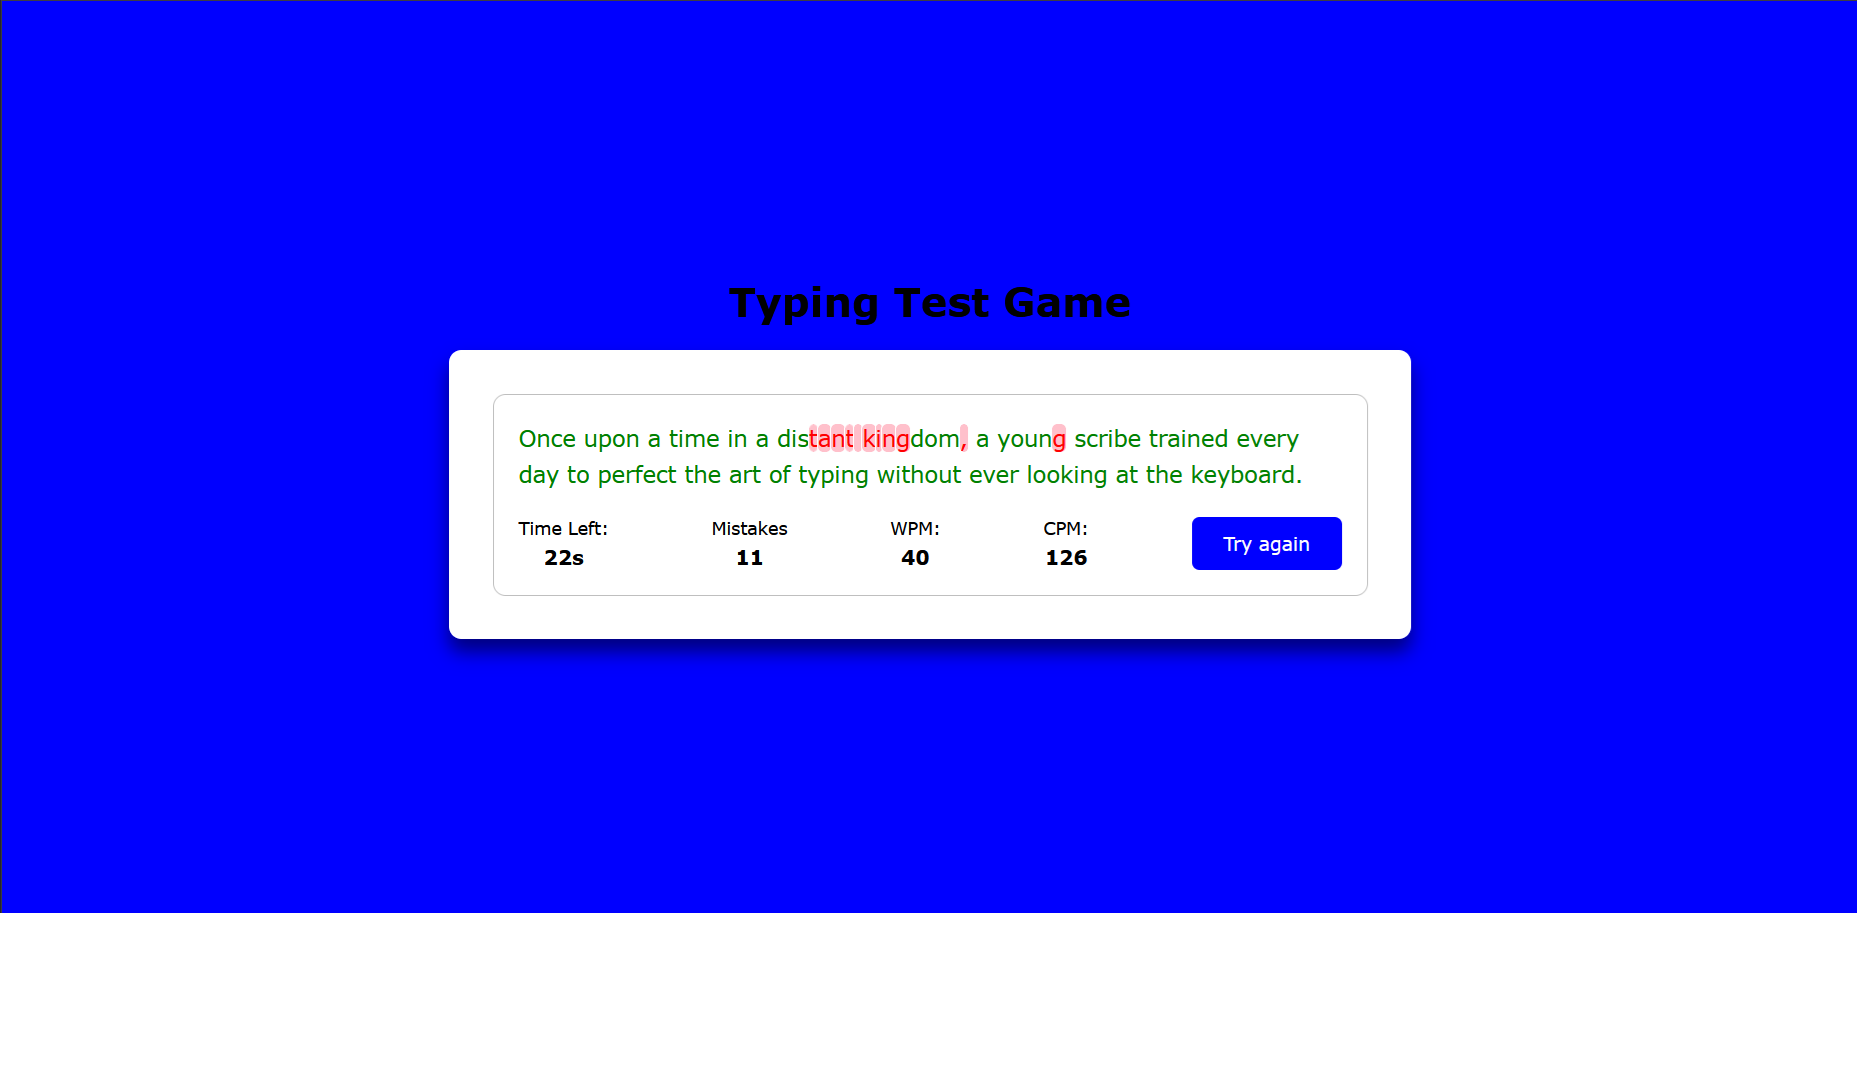 Typing Test Game
Once upon a time in a distant kingdom, a young scribe trained every
day to perfect the art of typing without ever looking at the keyboard.
Time Left: Mistakes WPM: CPM:
22s 11 40 126
Try again